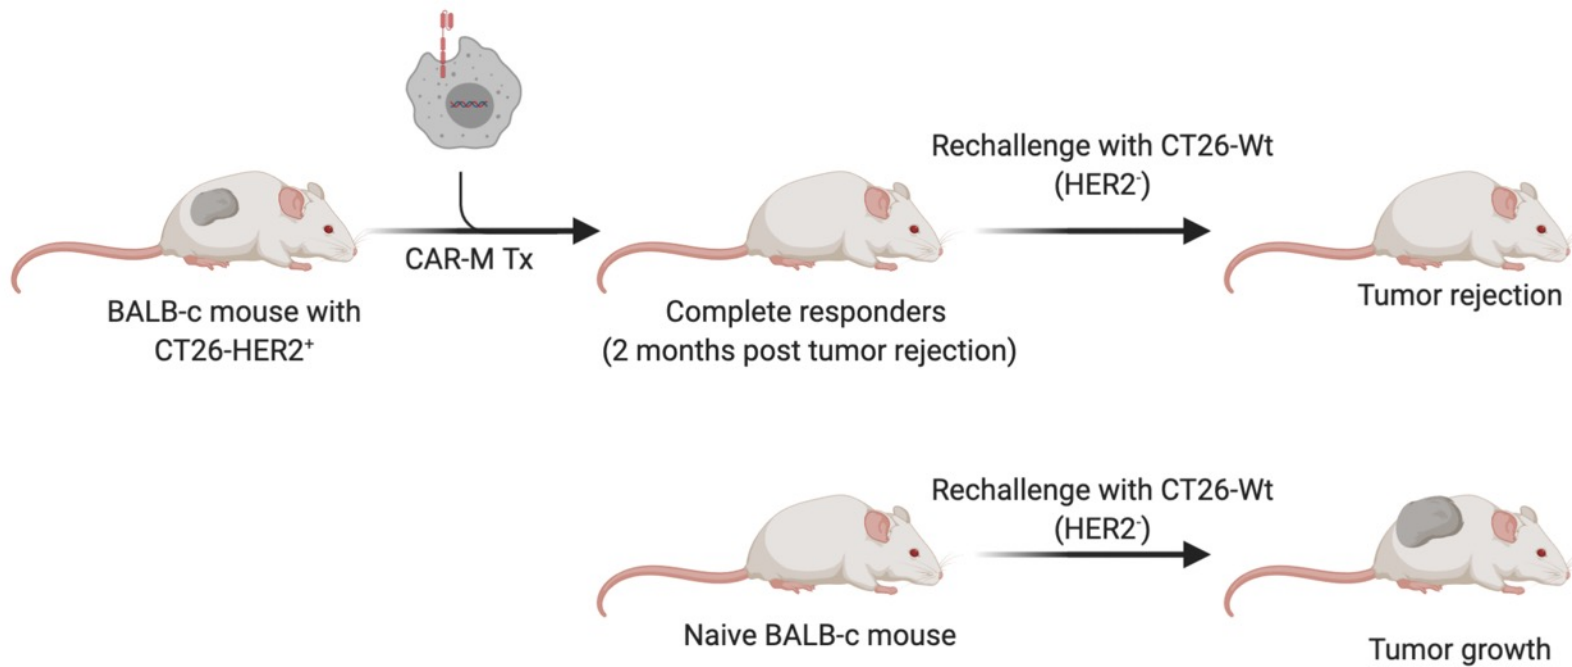 Rechallenge with CT26-Wt
(HER2⁻)
CAR-M Tx
BALB-c mouse with
CT26-HER2⁺
Complete responders
(2 months post tumor rejection)
Tumor rejection
Rechallenge with CT26-Wt
(HER2⁻)
Naive BALB-c mouse
Tumor growth